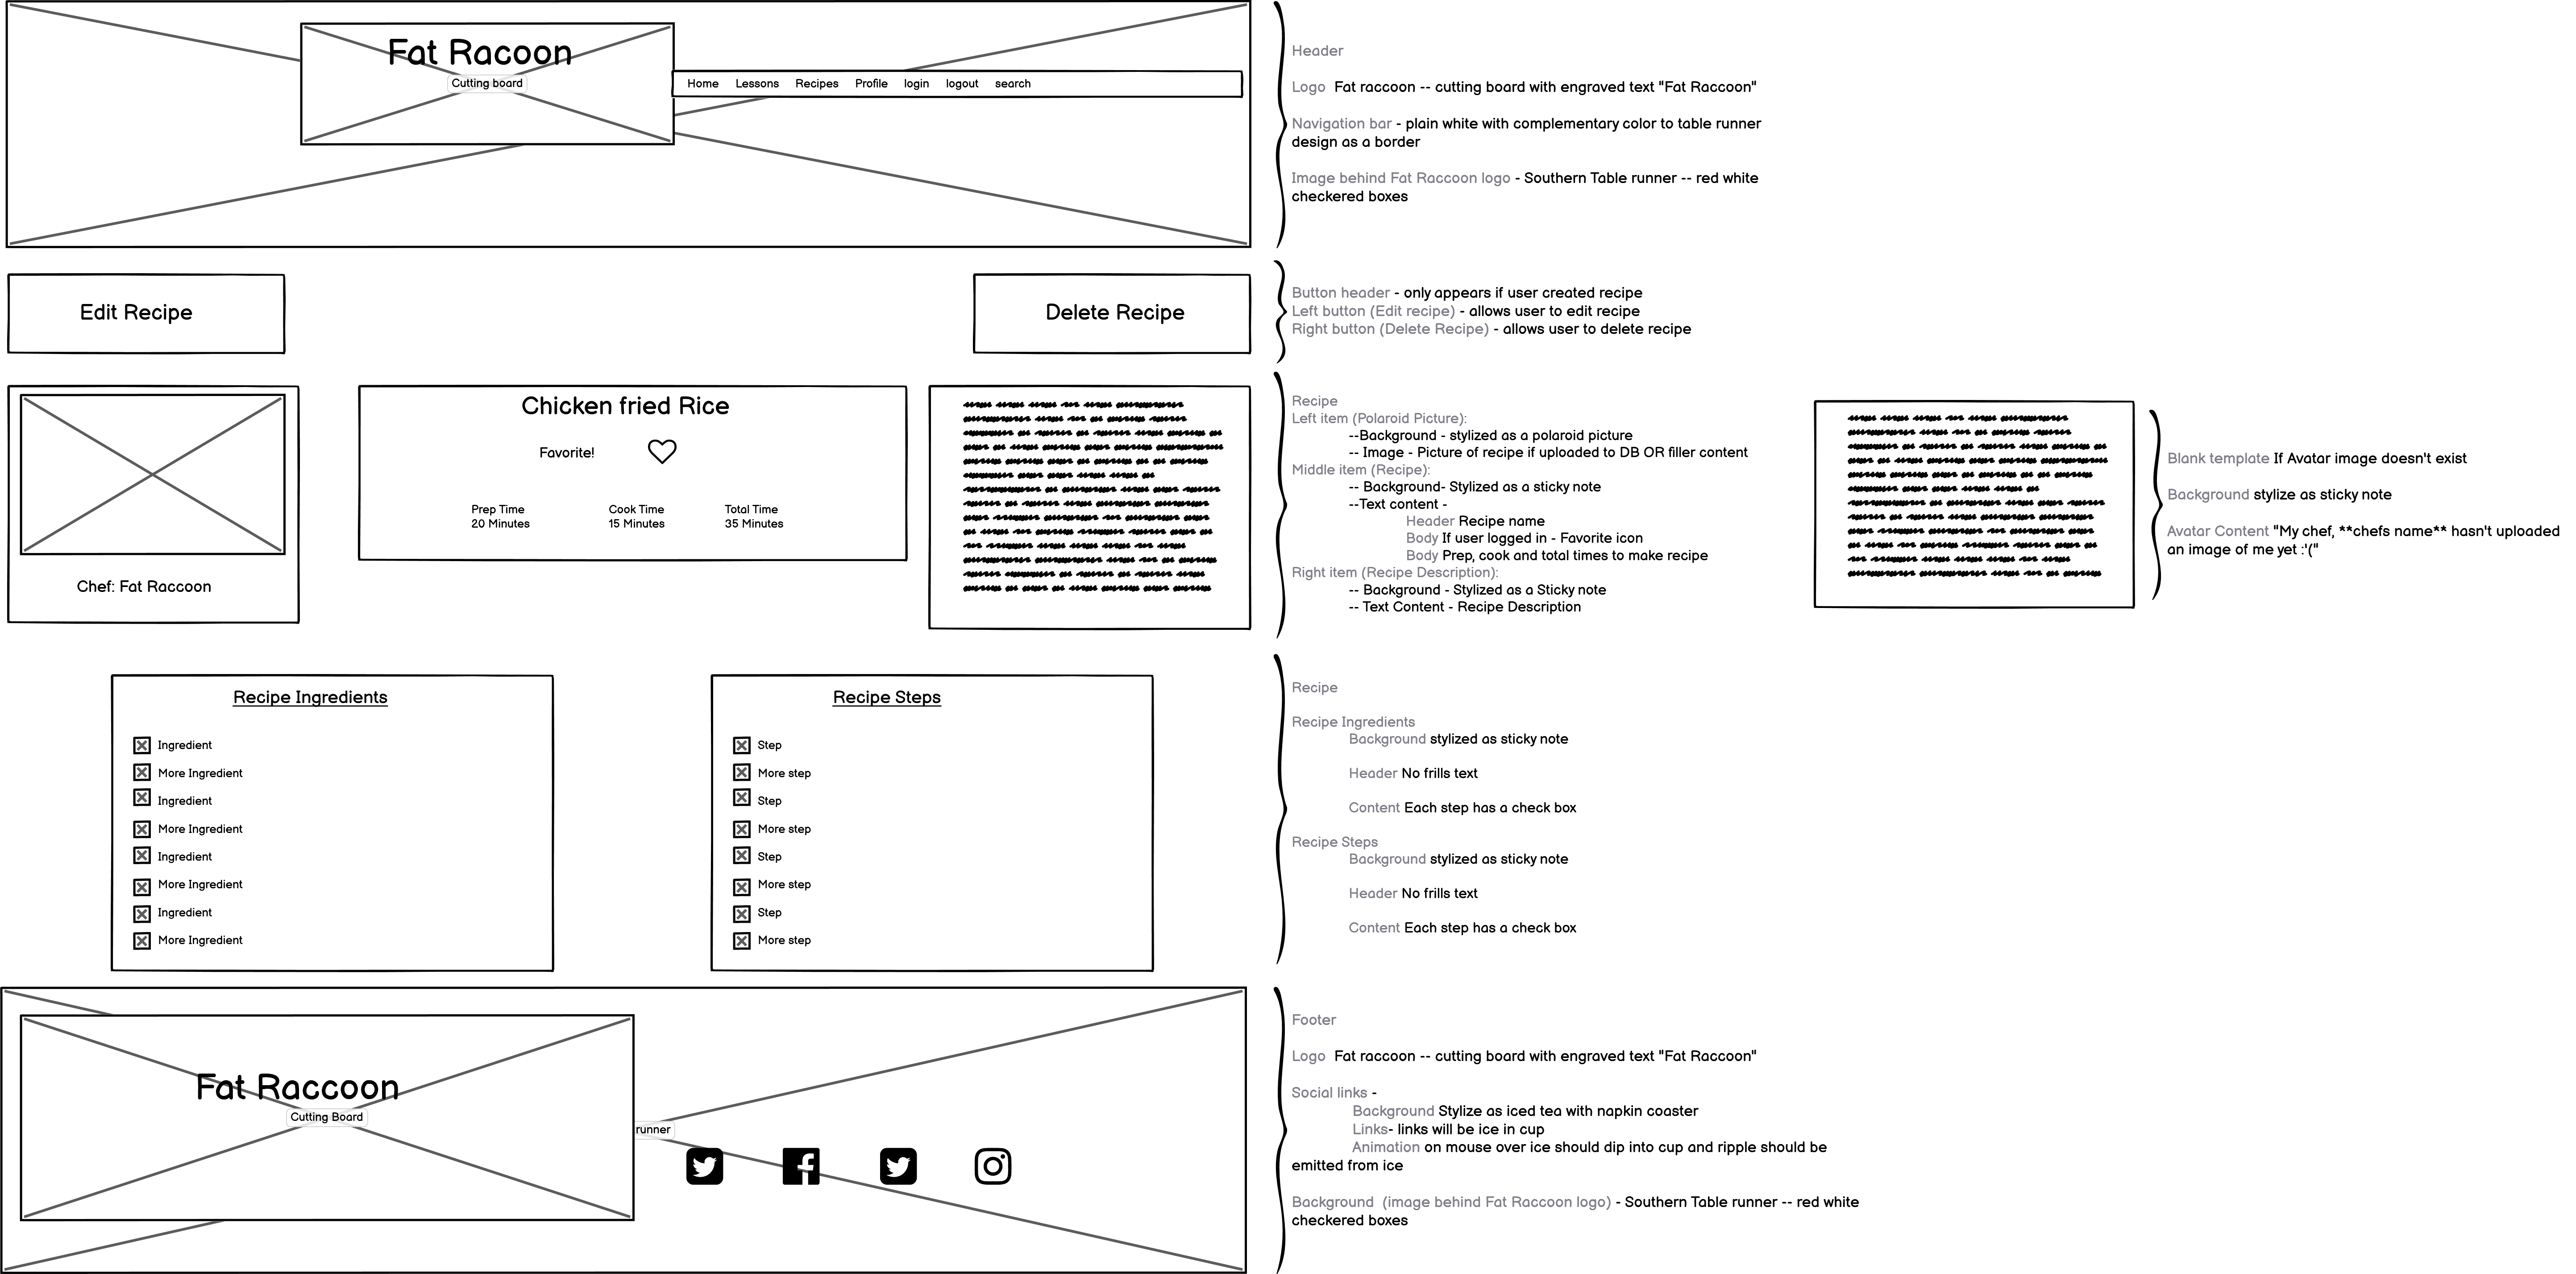 Fat Racoon
Cutting board
Home Lessons Recipes Profile login logout search
Header
Logo Fat raccoon -- cutting board with engraved text "Fat Raccoon"
Navigation bar - plain white with complementary color to table runner
design as a border
Image behind Fat Raccoon logo - Southern Table runner -- red white
checkered boxes
Edit Recipe
Delete Recipe
Button header - only appears if user created recipe
Left button (Edit recipe) - allows user to edit recipe
Right button (Delete Recipe) - allows user to delete recipe
Chef: Fat Raccoon
Chicken fried Rice
Favorite!
Prep Time Cook Time Total Time
20 Minutes 15 Minutes 35 Minutes
Recipe
Left item (Polaroid Picture):
--Background - stylized as a polaroid picture
-- Image - Picture of recipe if uploaded to DB OR filler content
Middle item (Recipe):
-- Background- Stylized as a sticky note
--Text content -
Header Recipe name
Body If user logged in - Favorite icon
Body Prep, cook and total times to make recipe
Right item (Recipe Description):
-- Background - Stylized as a Sticky note
-- Text Content - Recipe Description
Blank template If Avatar image doesn't exist
Background stylize as sticky note
Avatar Content "My chef, **chefs name** hasn't uploaded
an image of me yet :'("
Recipe Ingredients
Ingredient
More Ingredient
Ingredient
More Ingredient
Ingredient
More Ingredient
Ingredient
More Ingredient
Recipe Steps
Step
More step
Step
More step
Step
More step
Step
More step
Recipe
Recipe Ingredients
Background stylized as sticky note
Header No frills text
Content Each step has a check box
Recipe Steps
Background stylized as sticky note
Header No frills text
Content Each step has a check box
Fat Raccoon
Cutting Board
runner
Footer
Logo Fat raccoon -- cutting board with engraved text "Fat Raccoon"
Social links -
Background Stylize as iced tea with napkin coaster
Links- links will be ice in cup
Animation on mouse over ice should dip into cup and ripple should be
emitted from ice
Background (image behind Fat Raccoon logo) - Southern Table runner -- red white
checkered boxes